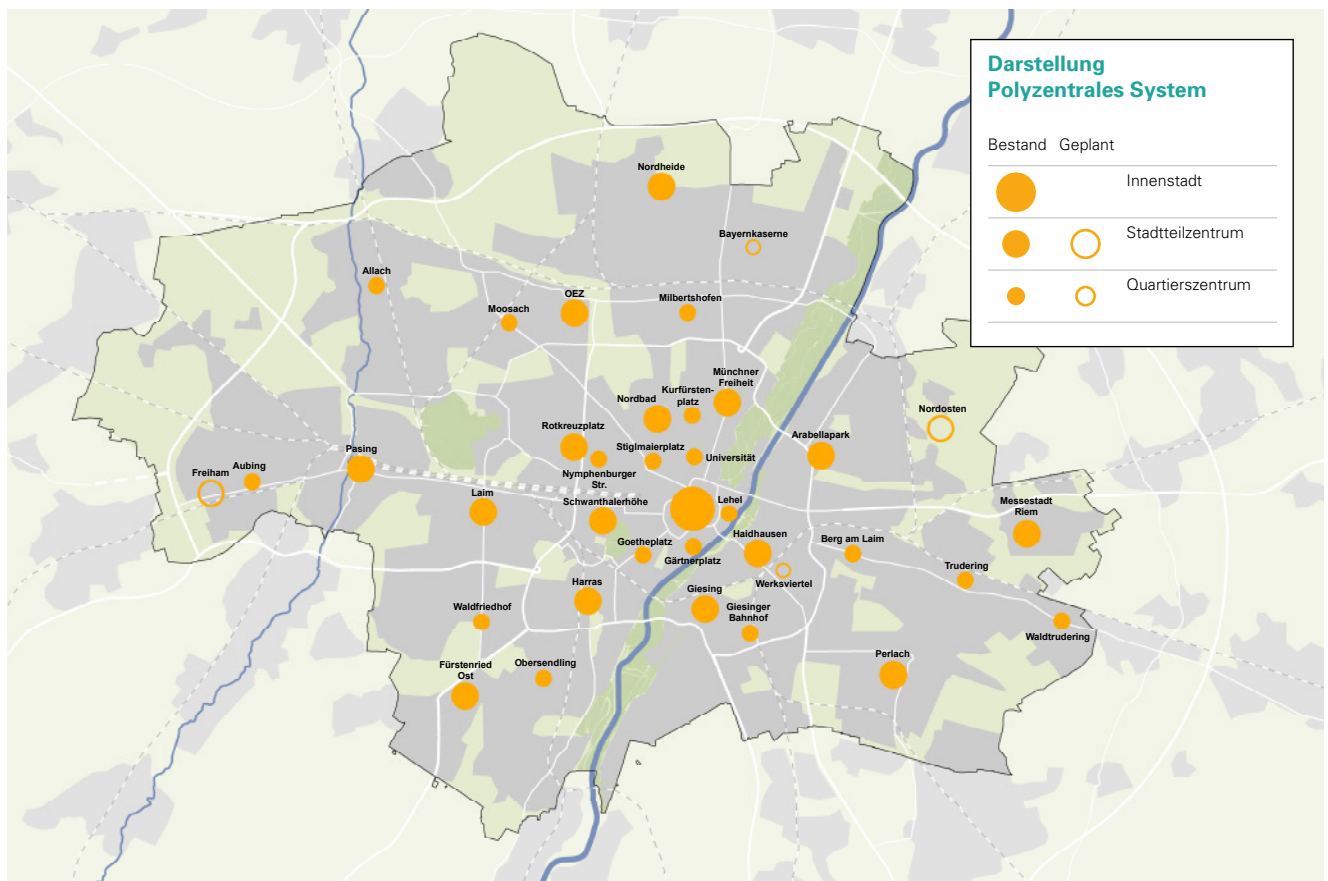 Darstellung
Polyzentrales System
Bestand Geplant
Innenstadt
Stadtteilzentrum
Quartierszentrum
Nordheide
Bayernkaserne
Allach
OEZ
Milbertshofen
Moosach
Münchner
Freiheit
Kurfürsten-
platz
Nordbad
Nordosten
Rotkreuzplatz
Arabellapark
Stiglmaierplatz
Universität
Pasing
Aubing
Freiham
Nymphenburger
Str.
Laim
Schwanthalerhöhe
Lehel
Messestadt
Riem
Haidhausen
Goetheplatz
Gärtnerplatz
Berg am Laim
Trudering
Werksviertel
Harras
Giesing
Waldfriedhof
Giesinger
Bahnhof
Waldtrudering
Perlach
Fürstenried
Ost
Obersendling